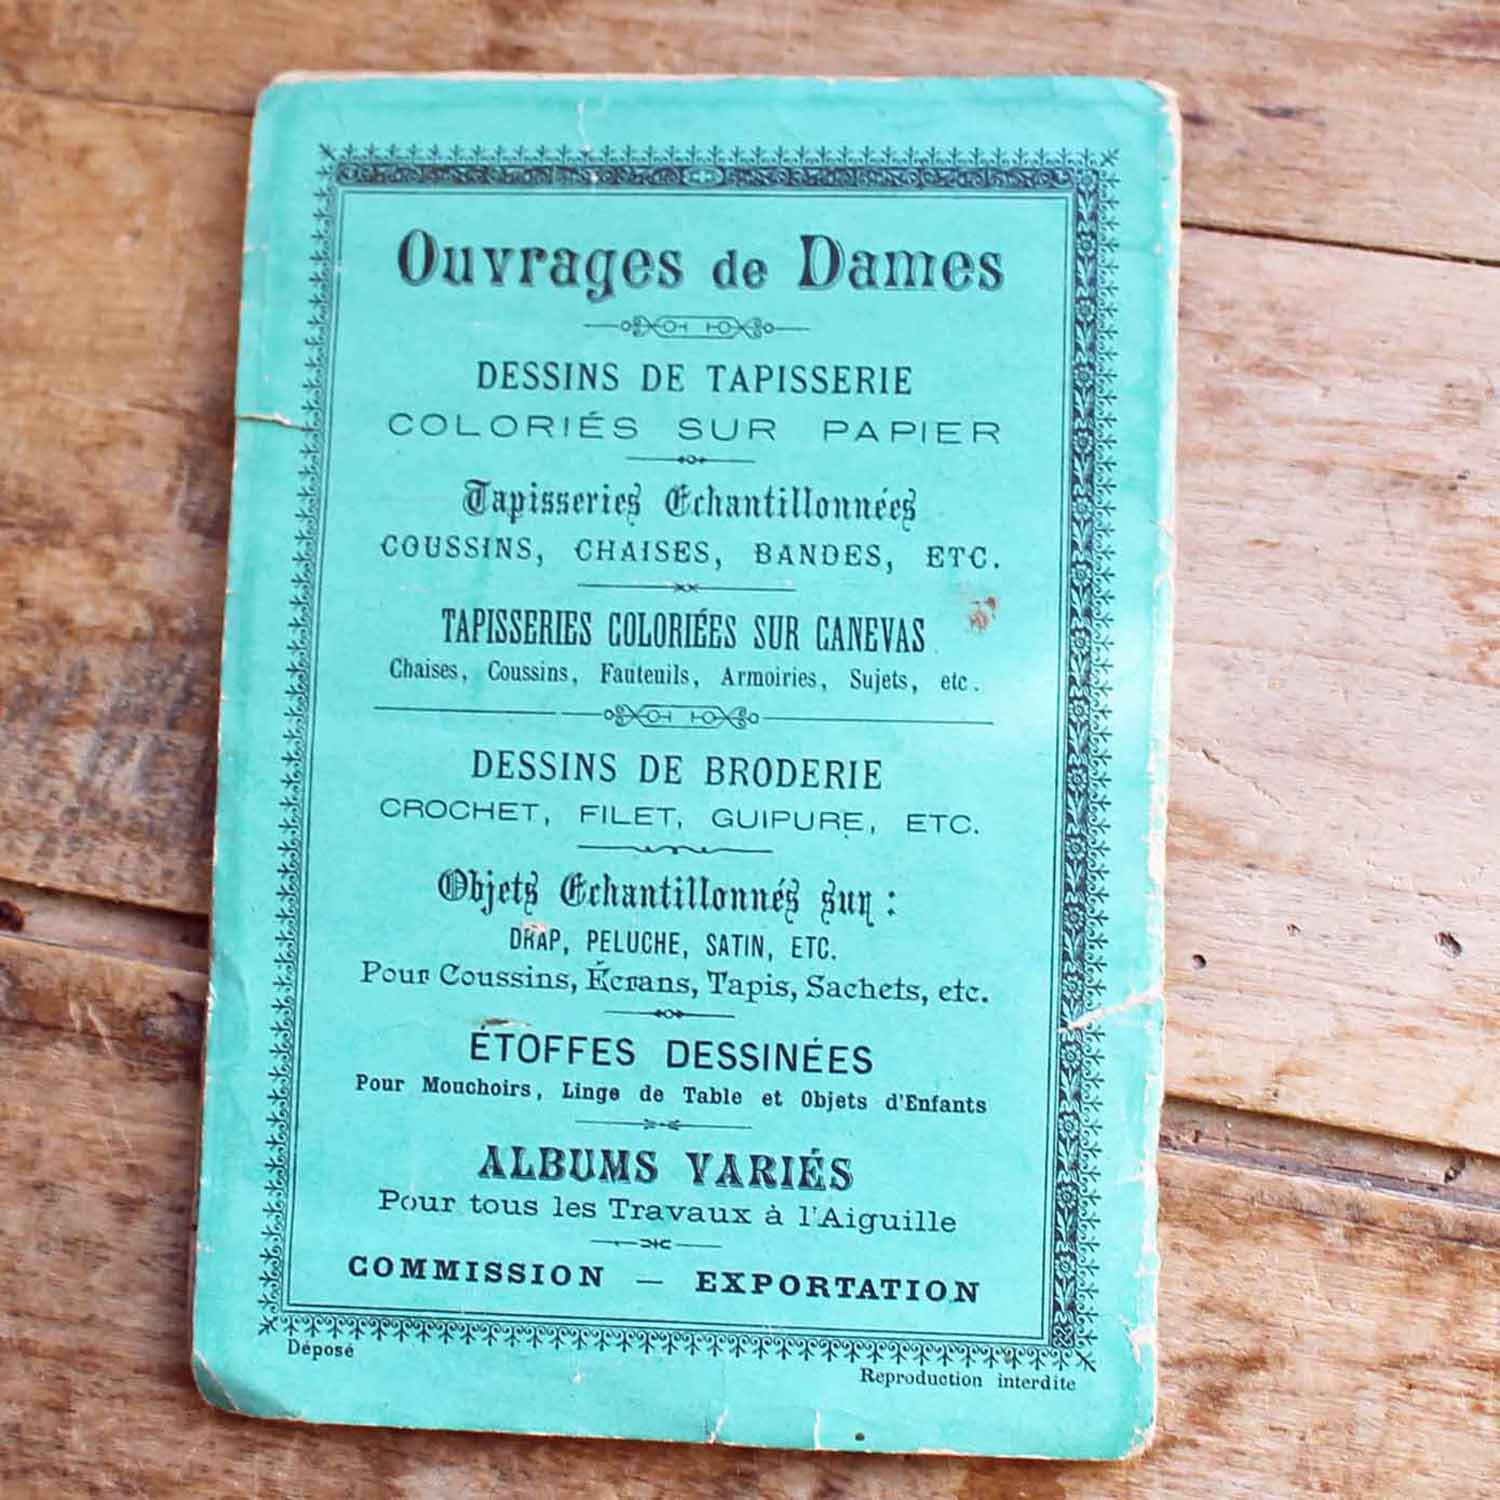 Ouvrages de Dames
DESSINS DE TAPISSERIE
COLORIÉS SUR PAPIER
Tapisseries Echantillonnées
COUSSINS, CHAISES, BANDES, ETC.
TAPISSERIES COLORIÉES SUR CANEVAS
Chaises, Coussins, Fauteuils, Armoiries, Sujets, etc.
DESSINS DE BRODERIE
CROCHET, FILET, GUIPURE, ETC.
Objets Echantillonnés sur :
DRAP, PELUCHE, SATIN, ETC.
Pour Coussins, Écrans, Tapis, Sachets, etc.
ÉTOFFES DESSINÉES
Pour Mouchoirs, Linge de Table et Objets d'Enfants
ALBUMS VARIÉS
Pour tous les Travaux à l'Aiguille
COMMISSION — EXPORTATION
Déposé
Reproduction interdite